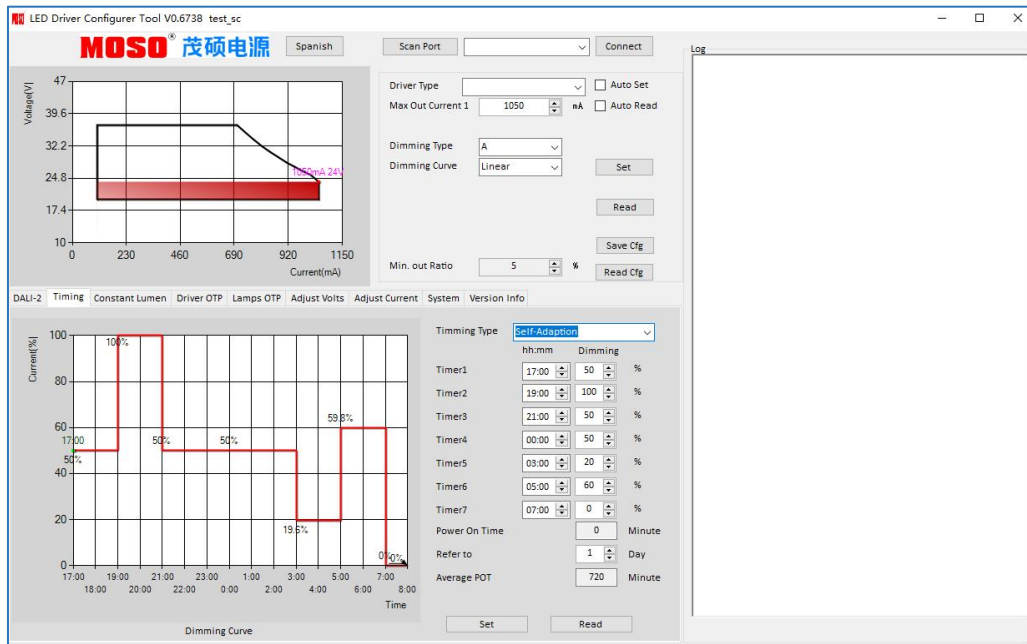 LED Driver Configurer Tool V0.6738 test_sc
MOSO® 茂硕电源
Spanish
Scan Port
Connect
Log
Voltage(V)
47
39.6
32.2
24.8
17.4
10
1050mA 24V
0 230 460 690 920 1150
Current(mA)
Driver Type
Auto Set
Max Out Current 1 1050 mA
Auto Read
Dimming Type A
Dimming Curve Linear
Set
Read
Save Cfg
Min. out Ratio 5 %
Read Cfg
DALI-2 Timing Constant Lumen Driver OTP Lamps OTP Adjust Volts Adjust Current System Version Info
Current(%)
100
80
60
40
20
0
100%
17:00
50%
50%
50%
59.8%
19.6%
0%
0%
17:00 19:00 21:00 23:00 1:00 3:00 5:00 7:00
18:00 20:00 22:00 0:00 2:00 4:00 6:00 8:00
Time
Dimming Curve
Timming Type Self-Adaption
hh:mm Dimming
Timer1 17:00 50 %
Timer2 19:00 100 %
Timer3 21:00 50 %
Timer4 00:00 50 %
Timer5 03:00 20 %
Timer6 05:00 60 %
Timer7 07:00 0 %
Power On Time 0 Minute
Refer to 1 Day
Average POT 720 Minute
Set Read